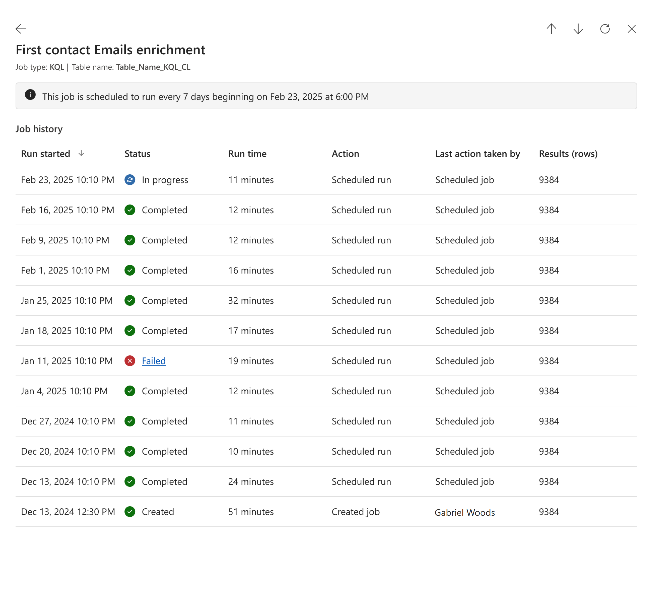 First contact Emails enrichment
Job type: KQL | Table name: Table_Name_KQL_CL
This job is scheduled to run every 7 days beginning on Feb 23, 2025 at 6:00 PM
Job history
Run started Status Run time Action Last action taken by Results (rows)
Feb 23, 2025 10:10 PM In progress 11 minutes Scheduled run Scheduled job 9384
Feb 16, 2025 10:10 PM Completed 12 minutes Scheduled run Scheduled job 9384
Feb 9, 2025 10:10 PM Completed 12 minutes Scheduled run Scheduled job 9384
Feb 1, 2025 10:10 PM Completed 16 minutes Scheduled run Scheduled job 9384
Jan 25, 2025 10:10 PM Completed 32 minutes Scheduled run Scheduled job 9384
Jan 18, 2025 10:10 PM Completed 17 minutes Scheduled run Scheduled job 9384
Jan 11, 2025 10:10 PM Failed 19 minutes Scheduled run Scheduled job 9384
Jan 4, 2025 10:10 PM Completed 12 minutes Scheduled run Scheduled job 9384
Dec 27, 2024 10:10 PM Completed 11 minutes Scheduled run Scheduled job 9384
Dec 20, 2024 10:10 PM Completed 10 minutes Scheduled run Scheduled job 9384
Dec 13, 2024 10:10 PM Completed 24 minutes Scheduled run Scheduled job 9384
Dec 13, 2024 12:30 PM Created 51 minutes Created job Gabriel Woods 9384